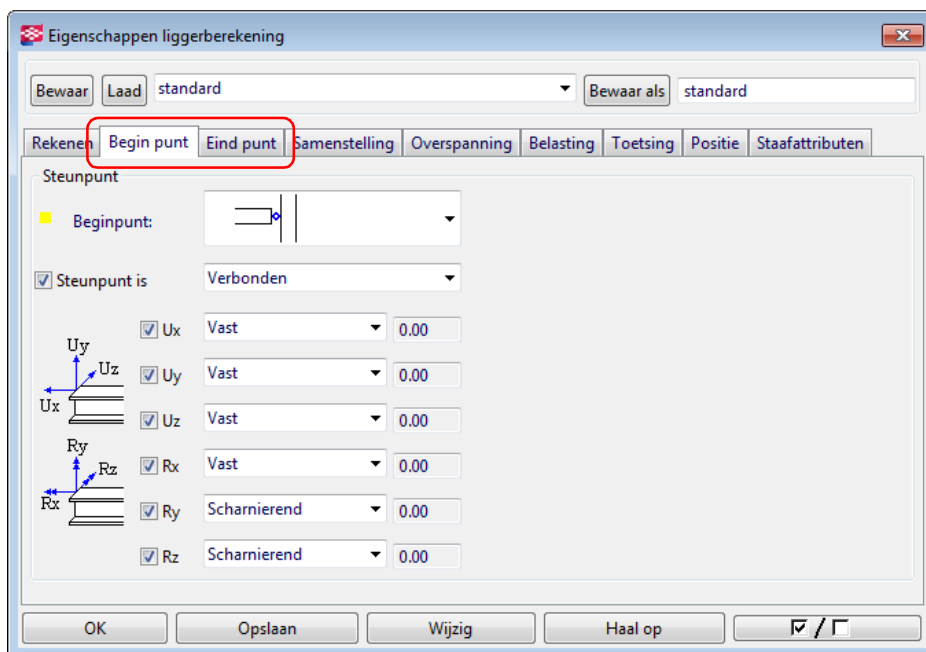 Eigenschappen liggerberekening
Bewaar Laad standard Bewaar als standard
Rekenen Begin punt Eind punt Samenstelling Overspanning Belasting Toetsing Positie Staafattributen
Steunpunt
Beginpunt:
Steunpunt is Verbonden
Ux Vast 0.00
Uy
Uz
Uy Vast 0.00
Ux
Uz Vast 0.00
Ry
Rx Vast 0.00
Rz
Rx
Ry Scharnierend 0.00
Rz Scharnierend 0.00
OK Opslaan Wijzig Haal op /